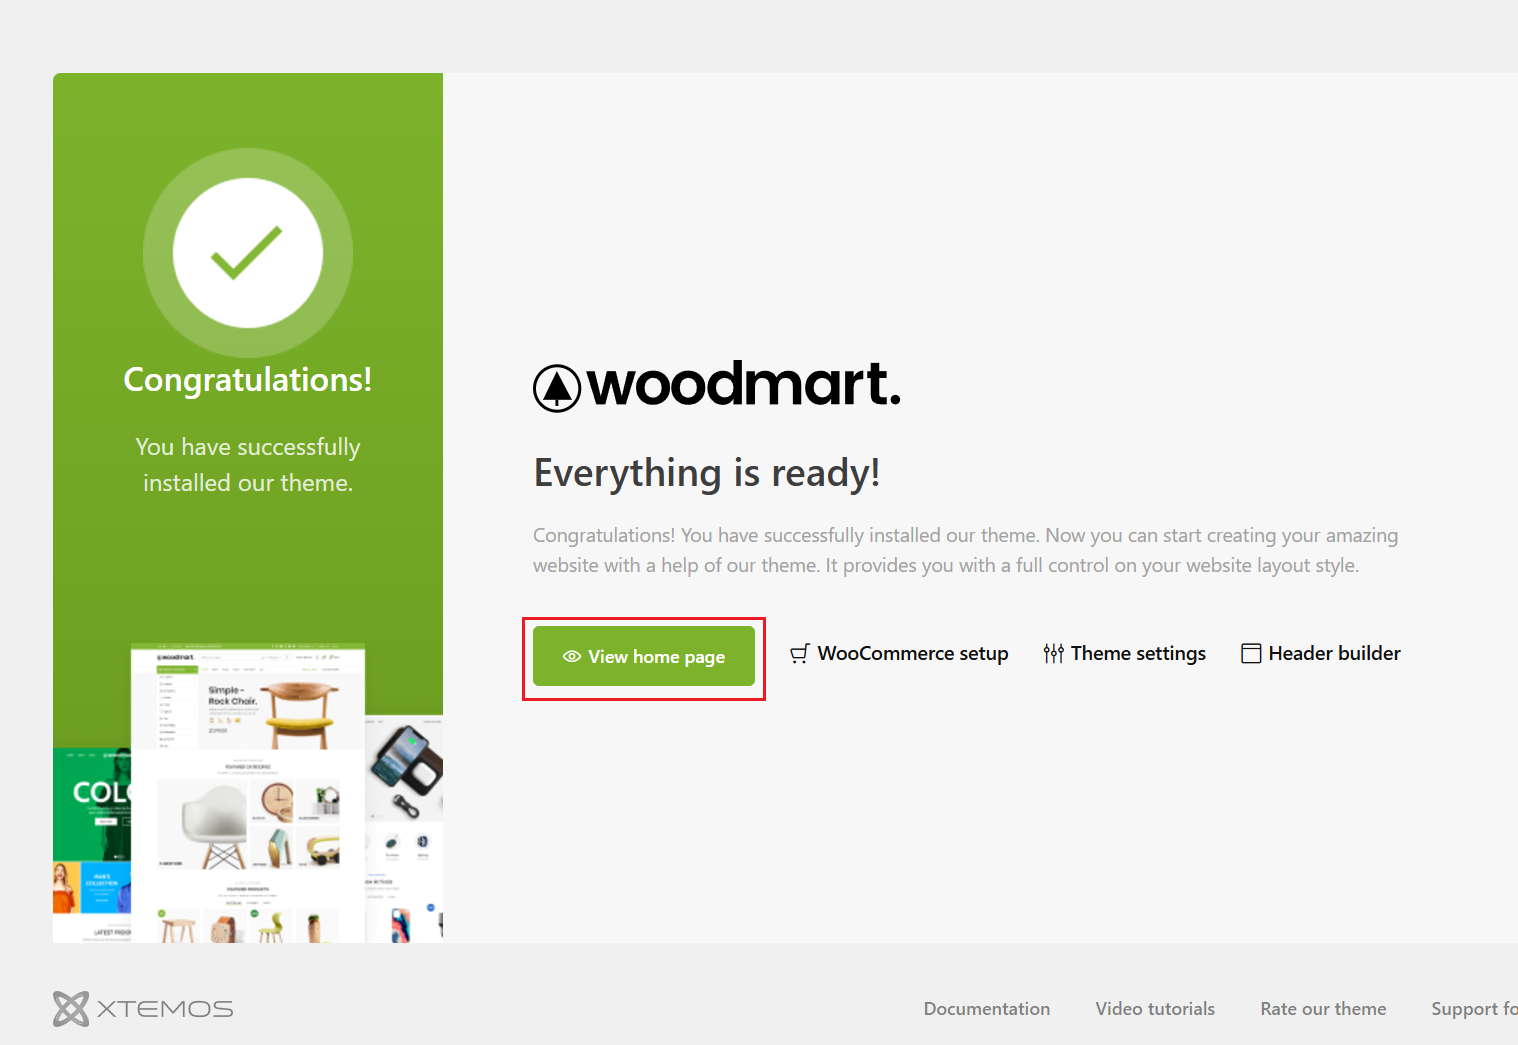 Congratulations!
You have successfully
installed our theme.
woodmart.
Simple -
Rock Chair.
COL
MAN'S
COLLECTION
woodmart.
Everything is ready!
Congratulations! You have successfully installed our theme. Now you can start creating your amazing
website with a help of our theme. It provides you with a full control on your website layout style.
View home page
WooCommerce setup
Theme settings
Header builder
XTEMOS
Documentation
Video tutorials
Rate our theme
Support fo